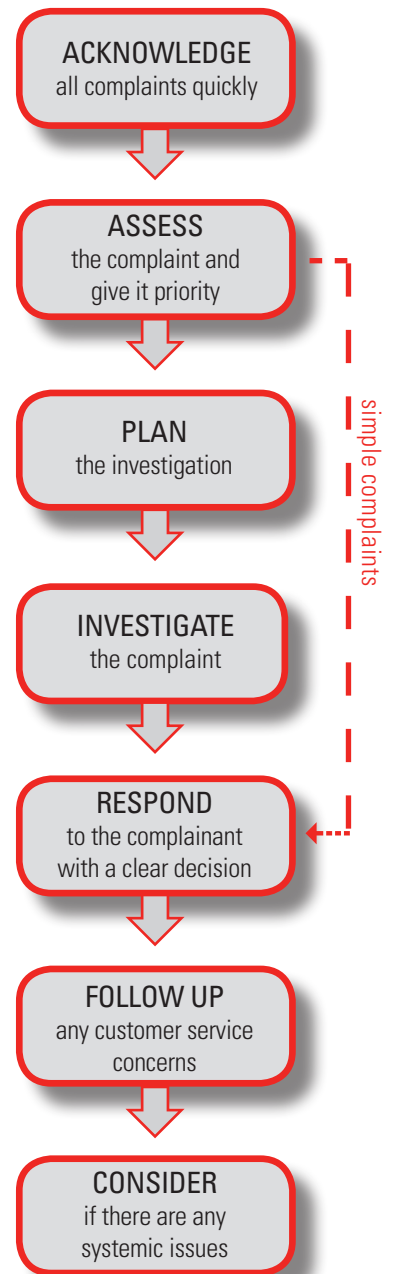 ACKNOWLEDGE
all complaints quickly
ASSESS
the complaint and
give it priority
simple complaints
PLAN
the investigation
INVESTIGATE
the complaint
RESPOND
to the complainant
with a clear decision
FOLLOW UP
any customer service
concerns
CONSIDER
if there are any
systemic issues